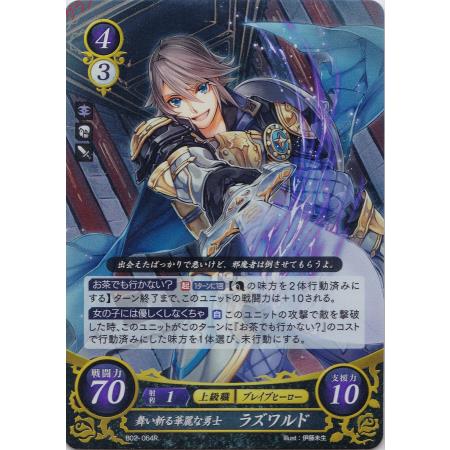 4
3
出会えたばっかりで悪いけど、邪魔者は倒させてもらうよ。
お茶でも行かない? 起 1ターンに1回 【 の味方を2体行動済みに
する】ターン終了まで、このユニットの戦闘力は+10される。
女の子には優しくしなくちゃ 自 このユニットの攻撃で敵を撃破
した時、このユニットがこのターンに『お茶でも行かない?』のコスト
で行動済みにした味方を1体選び、未行動にする。
戦闘力
70
射程 1
上級職 ブレイブヒーロー
支援力
10
舞い斬る華麗な勇士 ラズワルド
B02-064R
Illust:伊藤未生